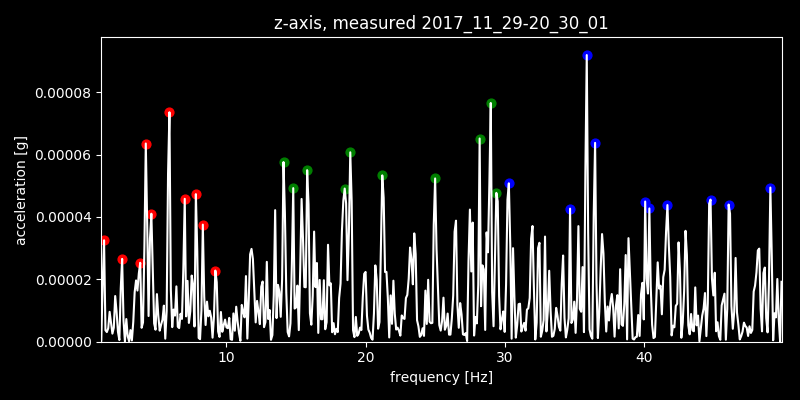 z-axis, measured 2017_11_29-20_30_01
acceleration [g]
0.00008
0.00006
0.00004
0.00002
0.00000
10 20 30 40
frequency [Hz]